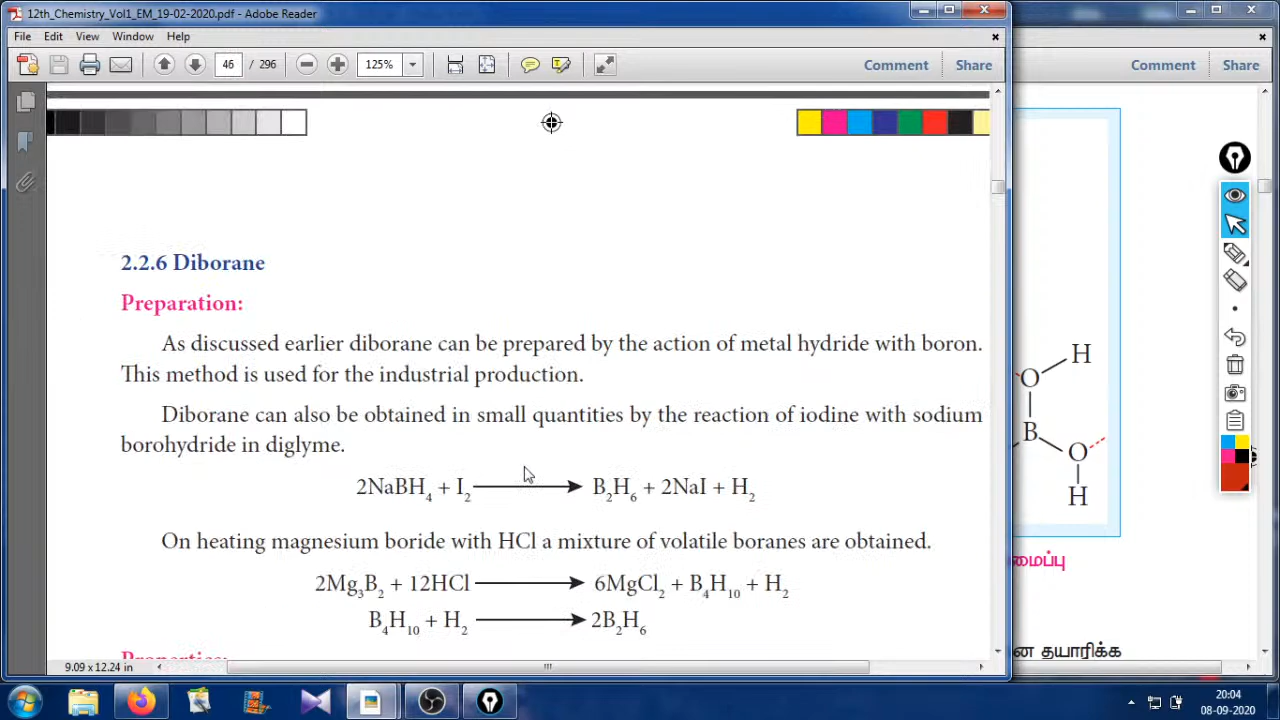 12th_Chemistry_Vol1_EM_19-02-2020.pdf - Adobe Reader
File Edit View Window Help
46 / 296 125% Comment Share
Comment Share
2.2.6 Diborane
Preparation:
As discussed earlier diborane can be prepared by the action of metal hydride with boron.
This method is used for the industrial production.
Diborane can also be obtained in small quantities by the reaction of iodine with sodium
borohydride in diglyme.
2NaBH₄ + I₂ ⟶ B₂H₆ + 2NaI + H₂
On heating magnesium boride with HCl a mixture of volatile boranes are obtained.
2Mg₃B₂ + 12HCl ⟶ 6MgCl₂ + B₄H₁₀ + H₂
B₄H₁₀ + H₂ ⟶ 2B₂H₆
Properties:
9.09 x 12.24 in
H
O
B
O
H
தயாரிக்க
20:04
08-09-2020